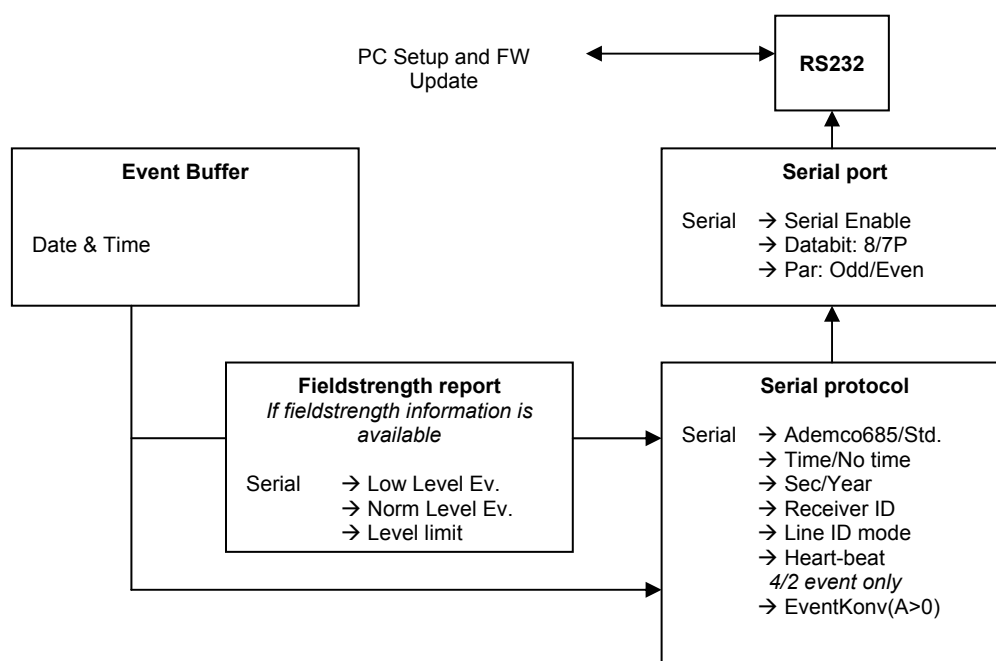 PC Setup and FW
Update
RS232
Event Buffer
Date & Time
Serial port
Serial → Serial Enable
→ Databit: 8/7P
→ Par: Odd/Even
Fieldstrength report
If fieldstrength information is
available
Serial → Low Level Ev.
→ Norm Level Ev.
→ Level limit
Serial protocol
Serial → Ademco685/Std.
→ Time/No time
→ Sec/Year
→ Receiver ID
→ Line ID mode
→ Heart-beat
4/2 event only
→ EventKonv(A>0)